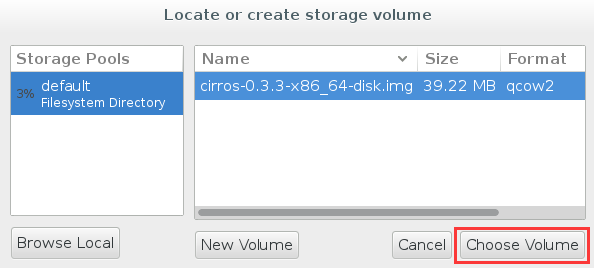 Locate or create storage volume
Storage Pools
3%
default
Filesystem Directory
Name Size Format
cirros-0.3.3-x86_64-disk.img 39.22 MB qcow2
Browse Local New Volume Cancel Choose Volume